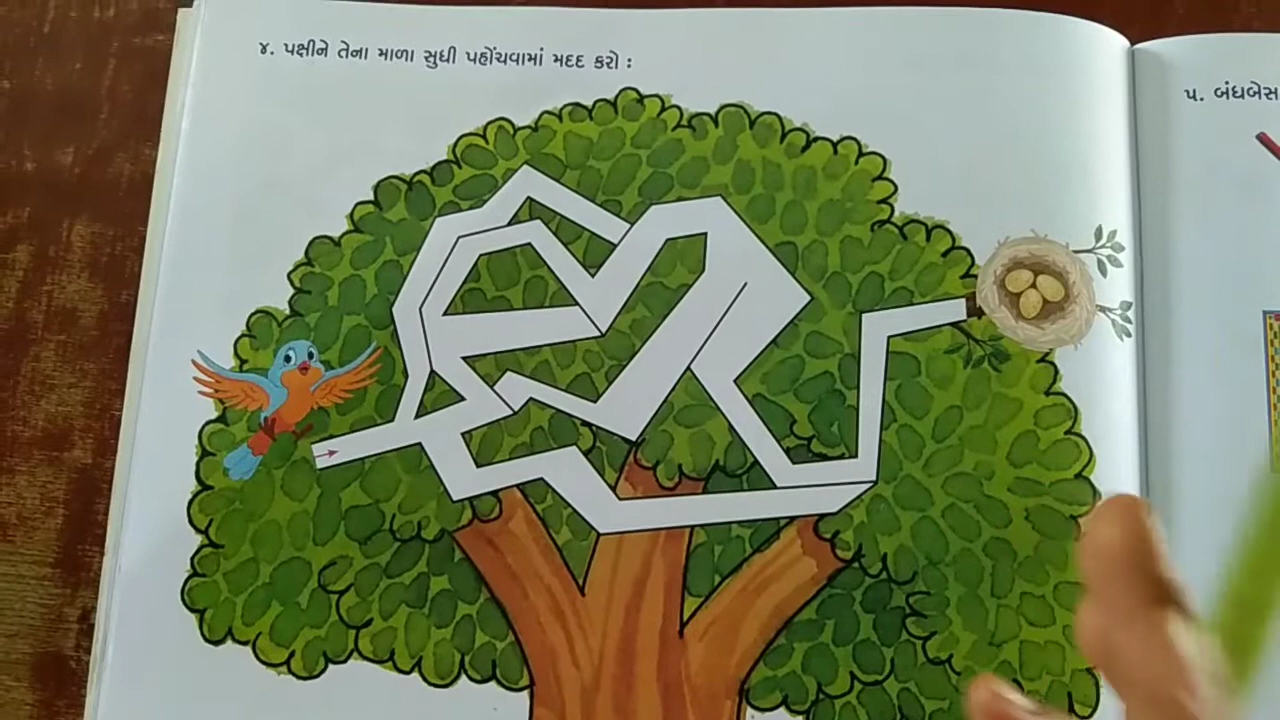 ૪. પક્ષીને તેના માળા સુધી પહોંચવામાં મદદ કરો :
૫. બંધબેસ